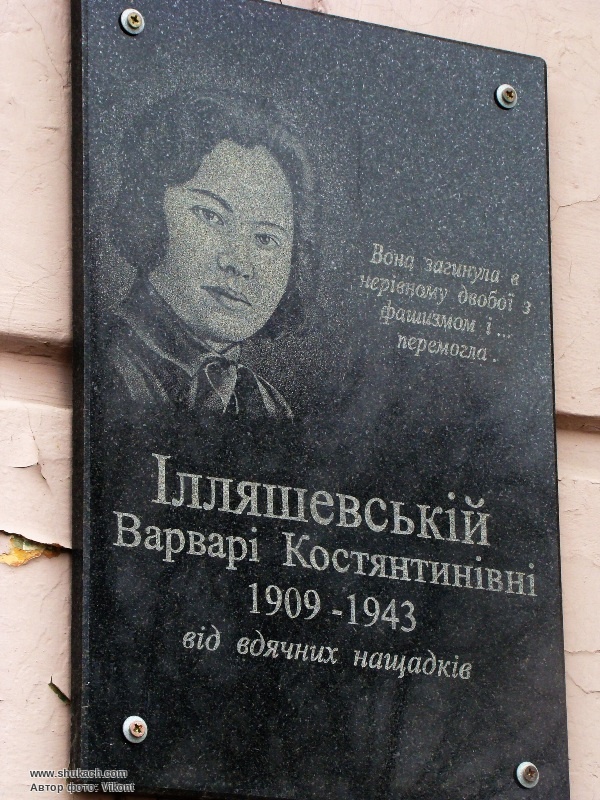 Вона загинула в
нерівному двобої з
фашизмом і ...
перемогла .
Ілляшевській
Варварі Костянтинівні
1909 -1943
від вдячних нащадків
www.shukach.com
Автор фото: Vikont